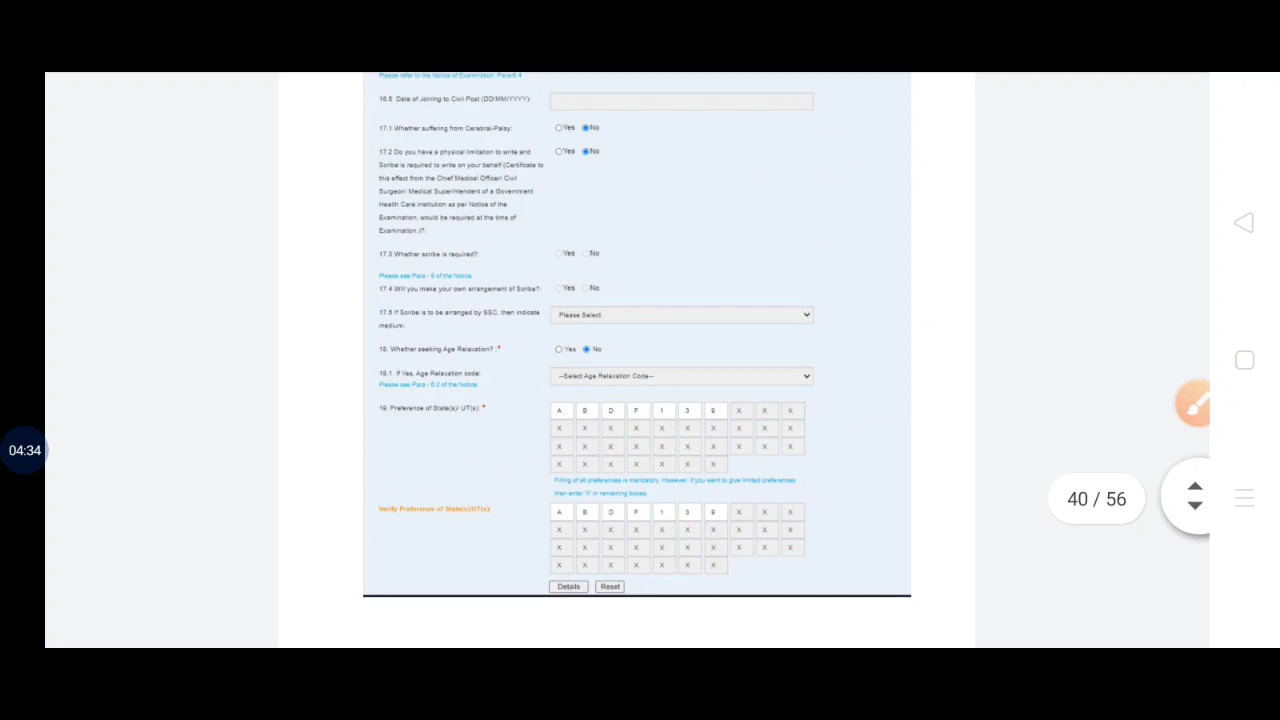 Please refer to the Notice of Examination, Para-6.4
16.5. Date of Joining to Civil Post (DD/MM/YYYY):
17.1 Whether suffering from Cerebral-Palsy:
Yes No
17.2 Do you have a physical limitation to write and
Scribe is required to write on your behalf (Certificate to
this effect from the Chief Medical Officer/ Civil
Surgeon/ Medical Superintendent of a Government
Health Care institution as per Notice of the
Examination, would be required at the time of
Examination.)?:
Yes No
17.3 Whether scribe is required?:
Yes No
Please see Para - 8 of the Notice
17.4 Will you make your own arrangement of Scribe?:
Yes No
17.5 If Scribe is to be arranged by SSC, then indicate
medium:
Please Select
18. Whether seeking Age Relaxation? :*
Yes No
18.1. If Yes, Age Relaxation code:
--Select Age Relaxation Code--
Please see Para - 6.2 of the Notice
19. Preference of State(s)/ UT(s): *
A B D F 1 3 9 X X X
X X X X X X X X X X
X X X X X X X X X X
X X X X X X X
Filling of all preferences is mandatory. However, if you want to give limited preferences
then enter 'X' in remaining boxes.
Verify Preference of State(s)/UT(s):
A B D F 1 3 9 X X X
X X X X X X X X X X
X X X X X X X X X X
X X X X X X X
Details Reset
04:34
40 / 56